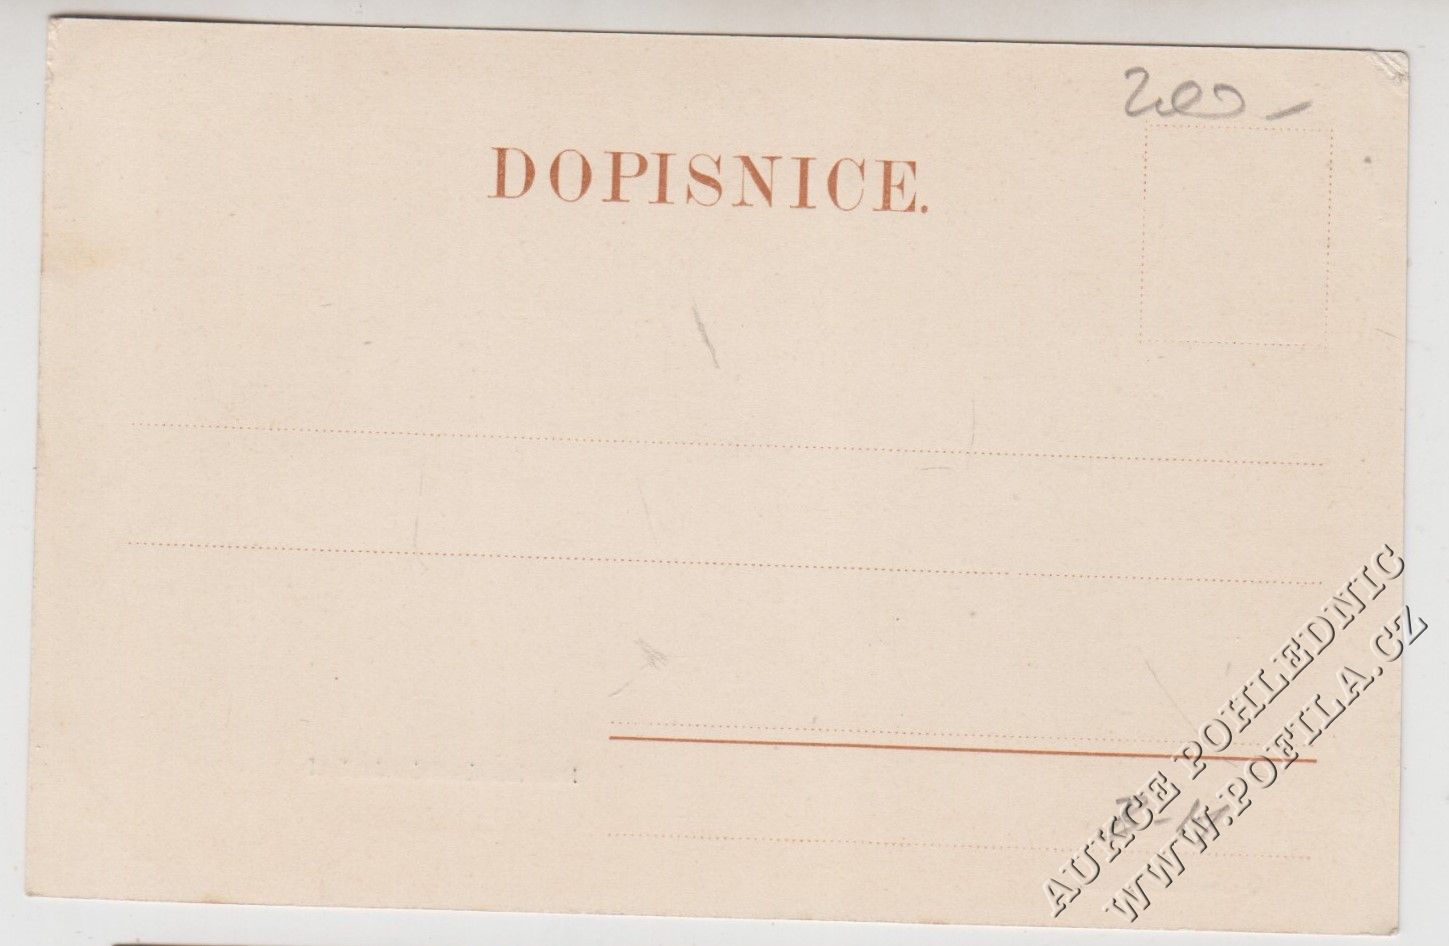 200-
DOPISNICE.
AUKCE POHLEDNIC
WWW.POFILA.CZ